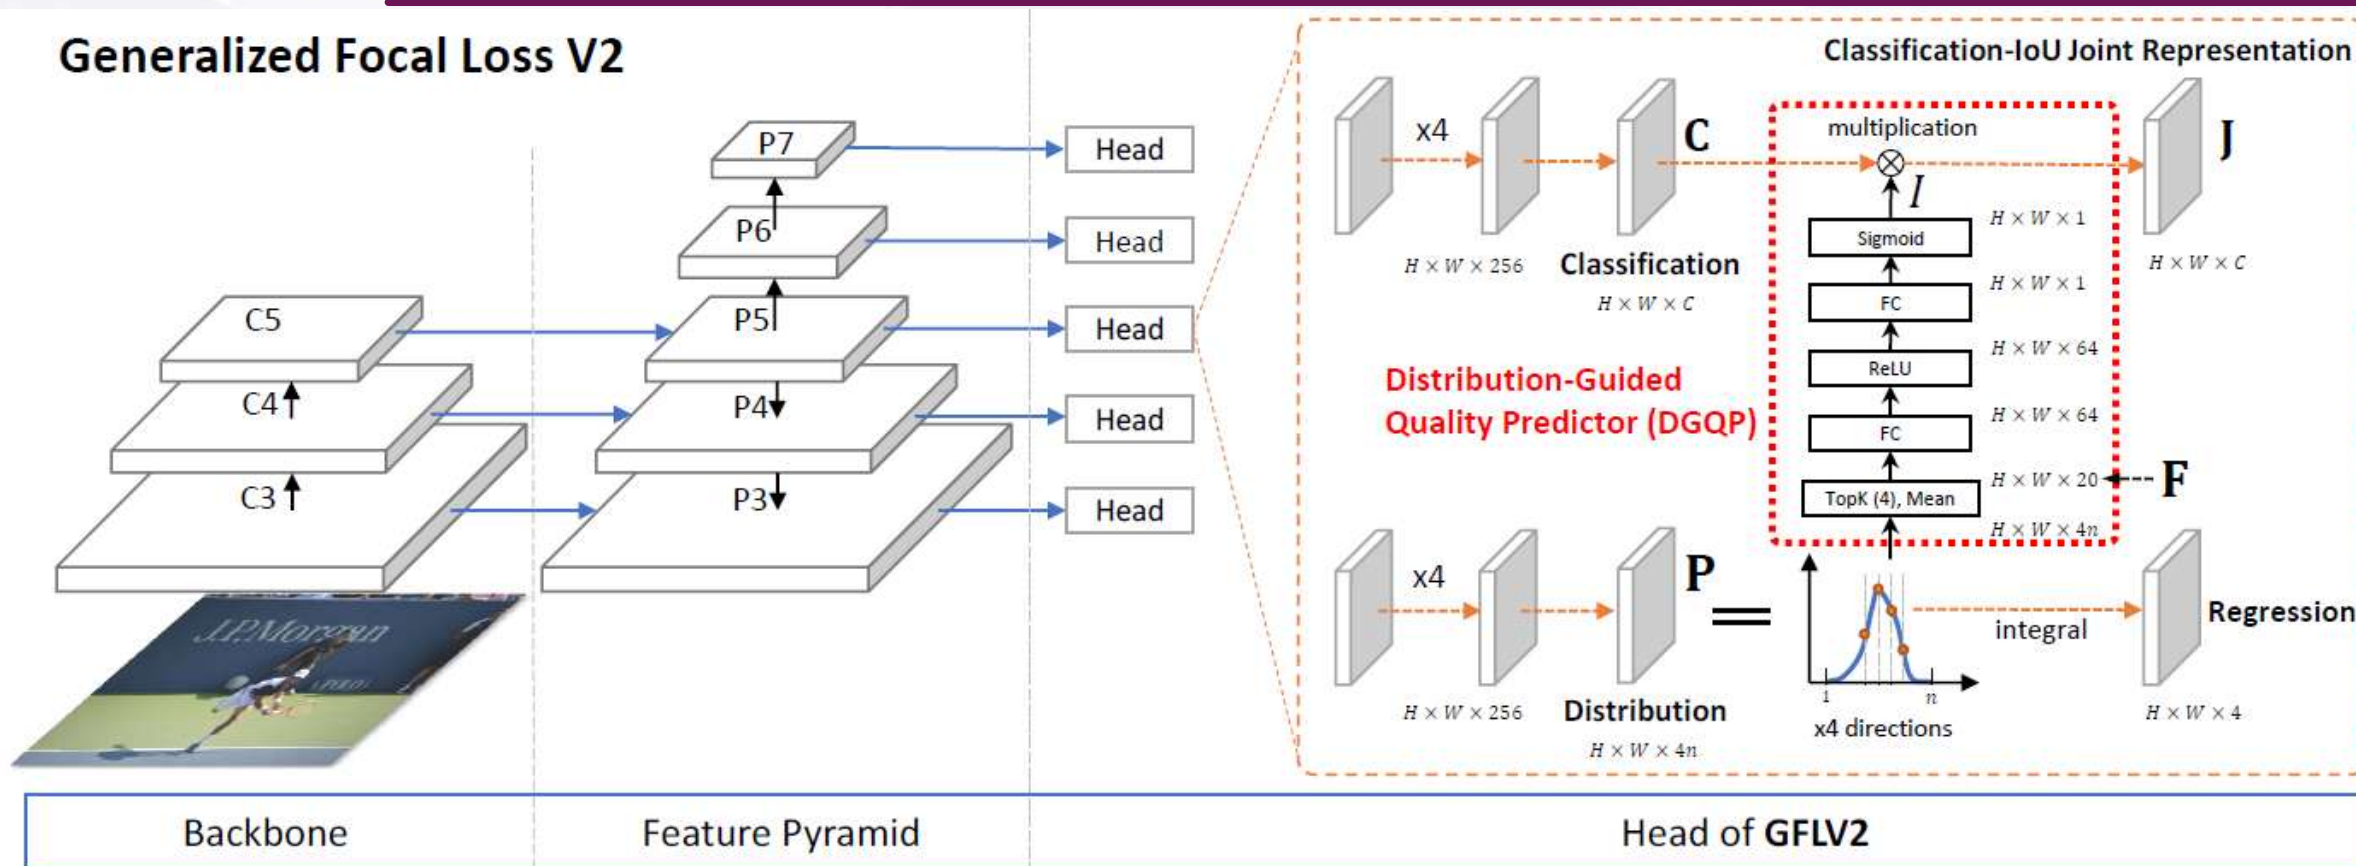 Generalized Focal Loss V2
C5
C4
C3
J.P.Morgan
P7
P6
P5
P4
P3
Head
Head
Head
Head
Head
Classification-IoU Joint Representation
x4
C
multiplication
J
I
H × W × 256
Classification
H × W × C
H × W × 1
Sigmoid
H × W × C
H × W × 1
FC
H × W × 64
ReLU
Distribution-Guided
Quality Predictor (DGQP)
H × W × 64
FC
H × W × 20
F
TopK (4), Mean
H × W × 4n
x4
P
integral
Regression
1
n
H × W × 256
Distribution
H × W × 4n
x4 directions
H × W × 4
Backbone
Feature Pyramid
Head of GFLV2